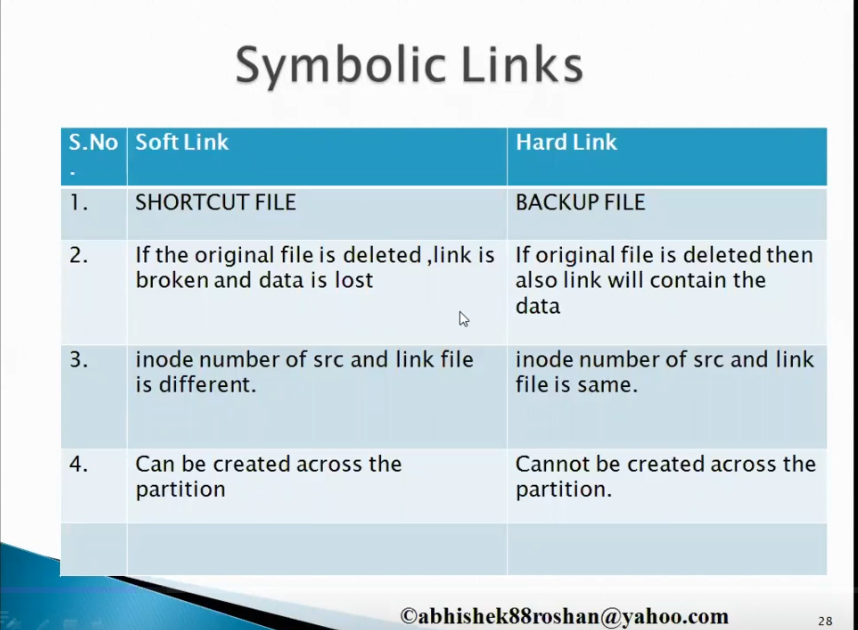 Symbolic Links
S.No Soft Link Hard Link
.
1. SHORTCUT FILE BACKUP FILE
2. If the original file is deleted ,link is If original file is deleted then
broken and data is lost also link will contain the
data
3. inode number of src and link file inode number of src and link
is different. file is same.
4. Can be created across the Cannot be created across the
partition partition.
©abhishek88roshan@yahoo.com
28